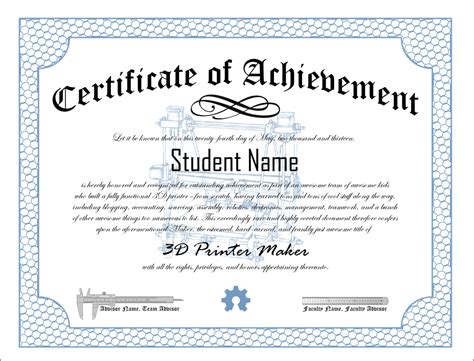 Certificate of Achievement
Let it be known that on this twenty-fourth day of May, two thousand and thirteen,
Student Name
is hereby honored and recognized for outstanding achievement as part of an awesome team of awesome kids
who built a fully functional 3D printer - from scratch, having learned tons and tons of cool stuff along the way,
including blogging, accounting, sourcing, assembly, robotics, electronics, management, teamwork, and a bunch
of other awesome things too numerous to list. This exceedingly rare and highly coveted document therefore confers
upon the aforementioned Maker, the esteemed, hard-earned, and frankly just awesome title of
3D Printer Maker
with all the rights, privileges, and honors appertaining thereunto.
Advisor Name, Team Advisor
Faculty Name, Faculty Advisor